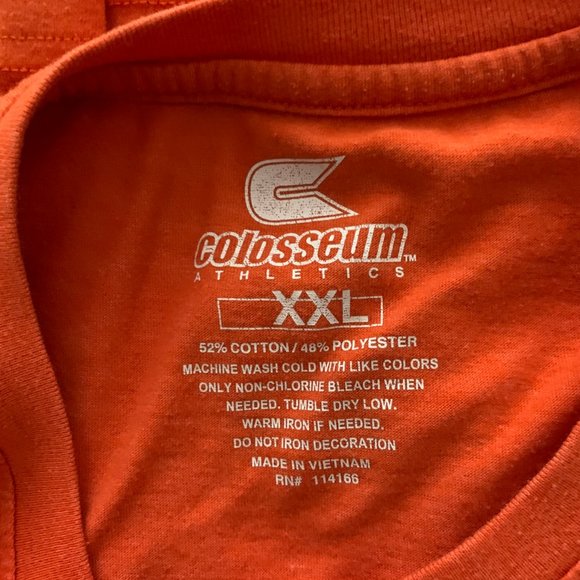 colosseum™
ATHLETICS
XXL
52% COTTON / 48% POLYESTER
MACHINE WASH COLD WITH LIKE COLORS
ONLY NON-CHLORINE BLEACH WHEN
NEEDED. TUMBLE DRY LOW.
WARM IRON IF NEEDED.
DO NOT IRON DECORATION
MADE IN VIETNAM
RN# 114166